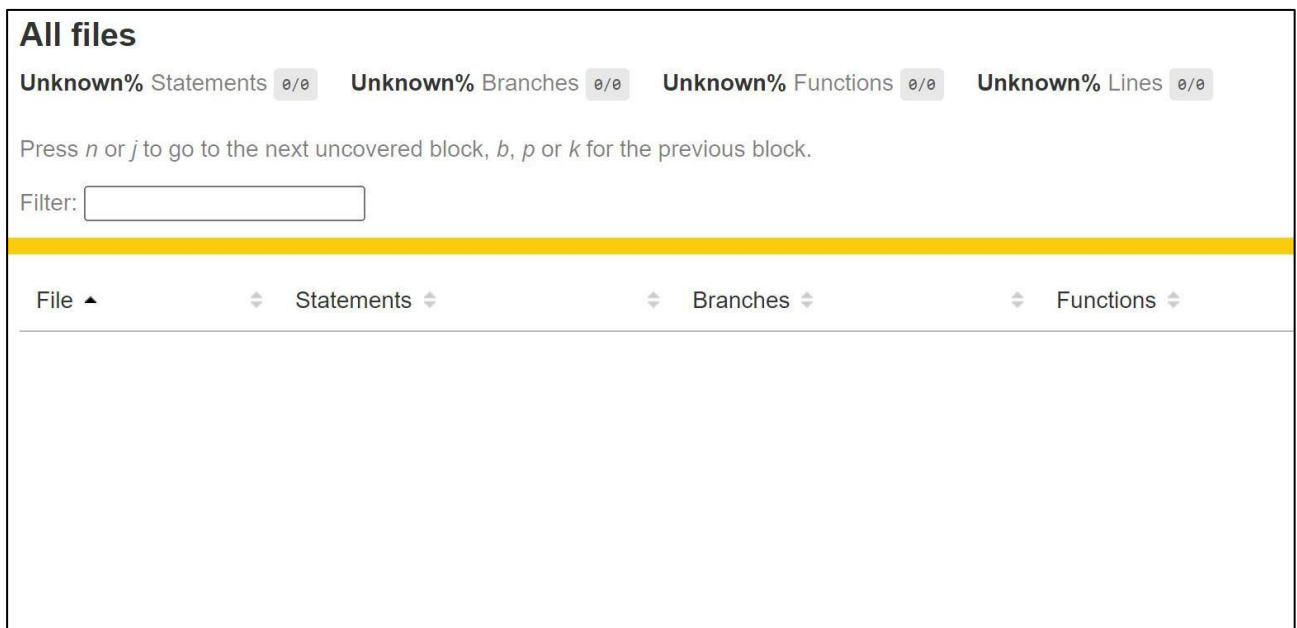 All files
Unknown% Statements 0/0 Unknown% Branches 0/0 Unknown% Functions 0/0 Unknown% Lines 0/0
Press n or j to go to the next uncovered block, b, p or k for the previous block.
Filter:
File Statements Branches Functions